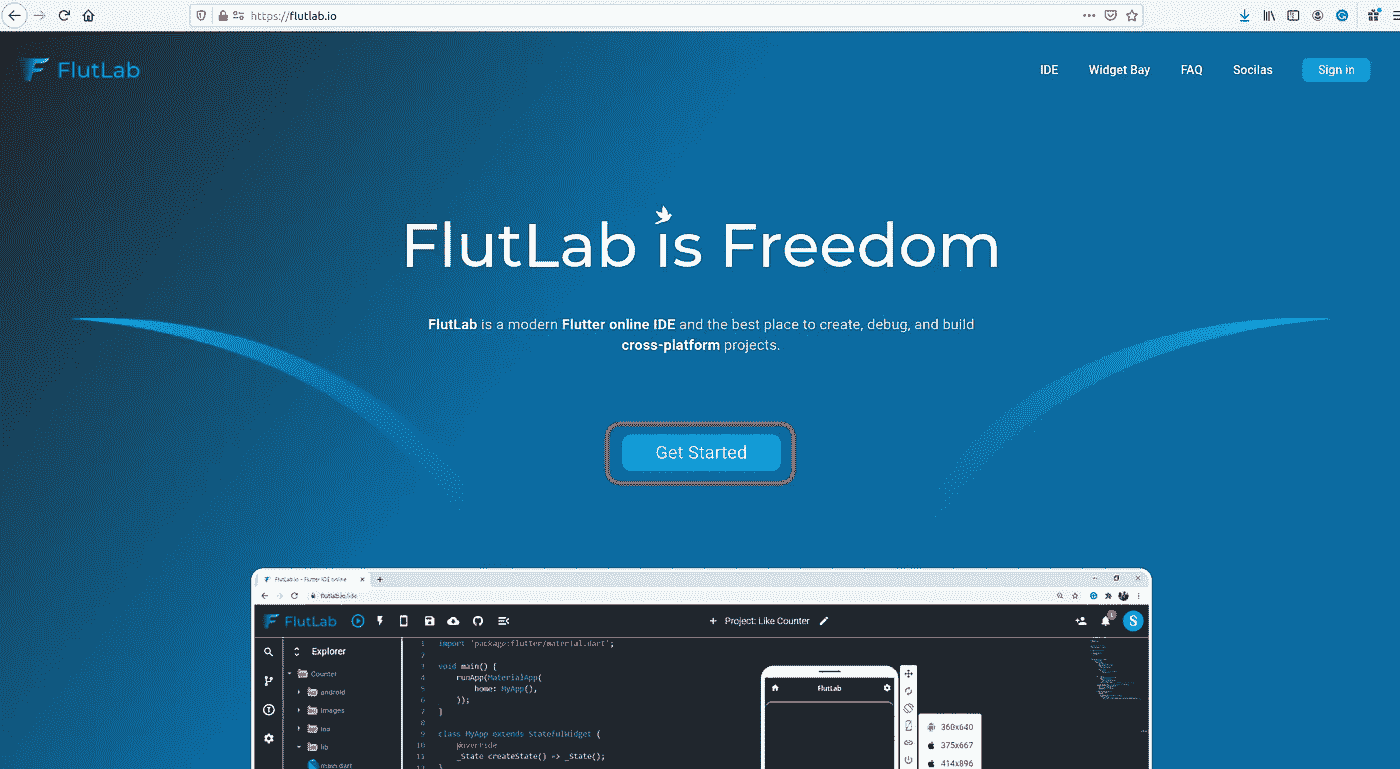 https://flutlab.io
FlutLab
IDE
Widget Bay
FAQ
Socilas
Sign in
FlutLab is Freedom
FlutLab is a modern Flutter online IDE and the best place to create, debug, and build
cross-platform projects.
Get Started
FlutLab.io - Flutter IDE online
flutlab.io/ide
FlutLab
+ Project: Like Counter
S
Explorer
Counter
android
images
ios
lib
main.dart
1 import 'package:flutter/material.dart';
2
3 void main() {
4 runApp(MaterialApp(
5 home: MyApp(),
6 ));
7 }
8
9 class MyApp extends StatefulWidget {
10 @override
11 _State createState() => _State();
FlutLab
360x640
375x667
414x896